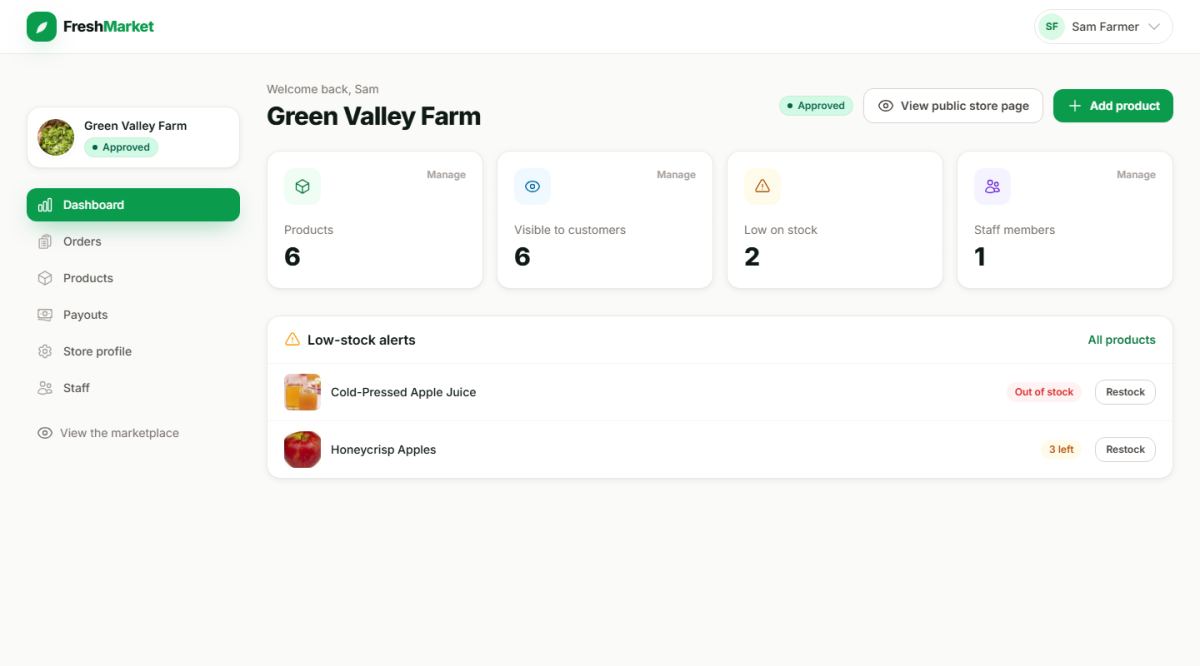 FreshMarket
SF Sam Farmer
Green Valley Farm
Approved
Dashboard
Orders
Products
Payouts
Store profile
Staff
View the marketplace
Welcome back, Sam
Green Valley Farm
Approved
View public store page
Add product
Manage
Products
6
Manage
Visible to customers
6
Low on stock
2
Manage
Staff members
1
Low-stock alerts
All products
Cold-Pressed Apple Juice
Out of stock
Restock
Honeycrisp Apples
3 left
Restock